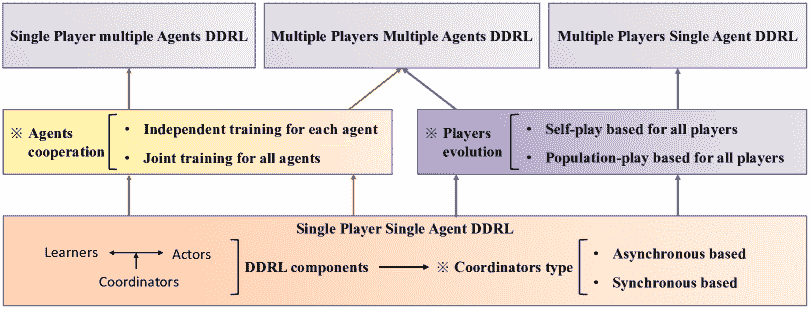 Single Player multiple Agents DDRL
Multiple Players Multiple Agents DDRL
Multiple Players Single Agent DDRL
※ Agents cooperation
• Independent training for each agent
• Joint training for all agents
※ Players evolution
• Self-play based for all players
• Population-play based for all players
Single Player Single Agent DDRL
Learners
Actors
Coordinators
DDRL components
※ Coordinators type
• Asynchronous based
• Synchronous based